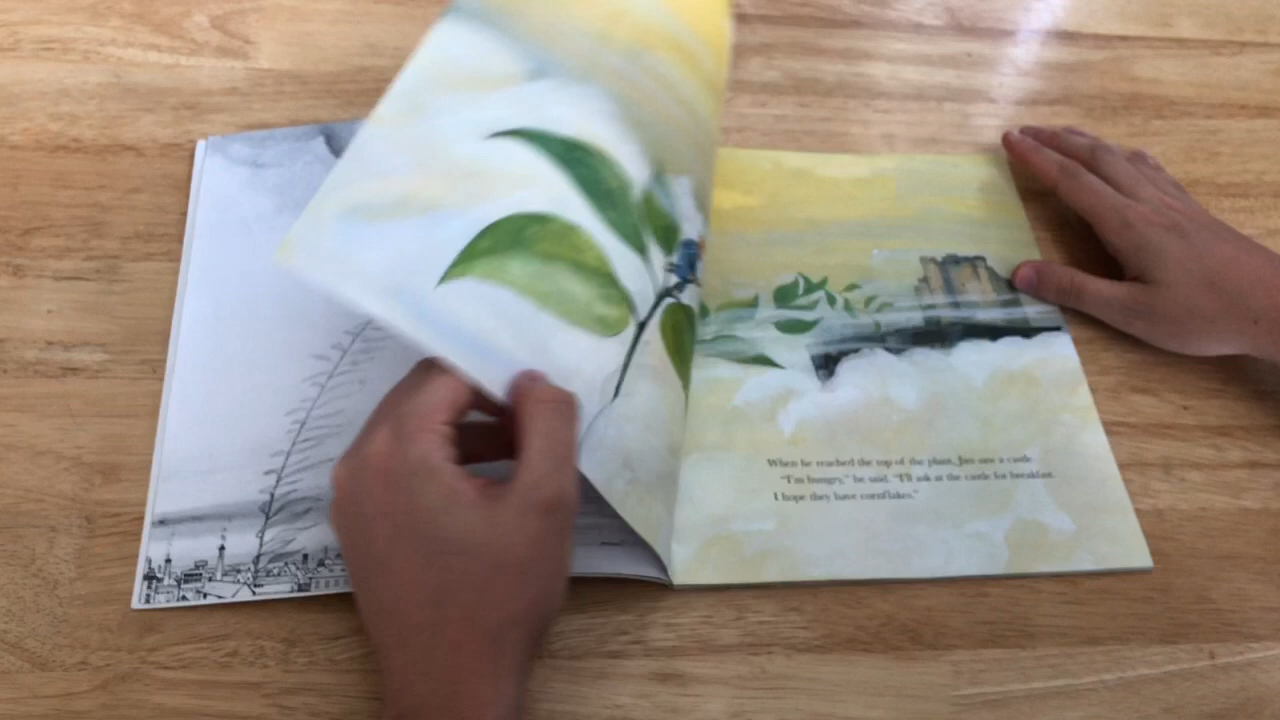 When he reached the top of the plant, Jim saw a castle.
"I'm hungry," he said. "I'll ask at the castle for breakfast.
I hope they have cornflakes."